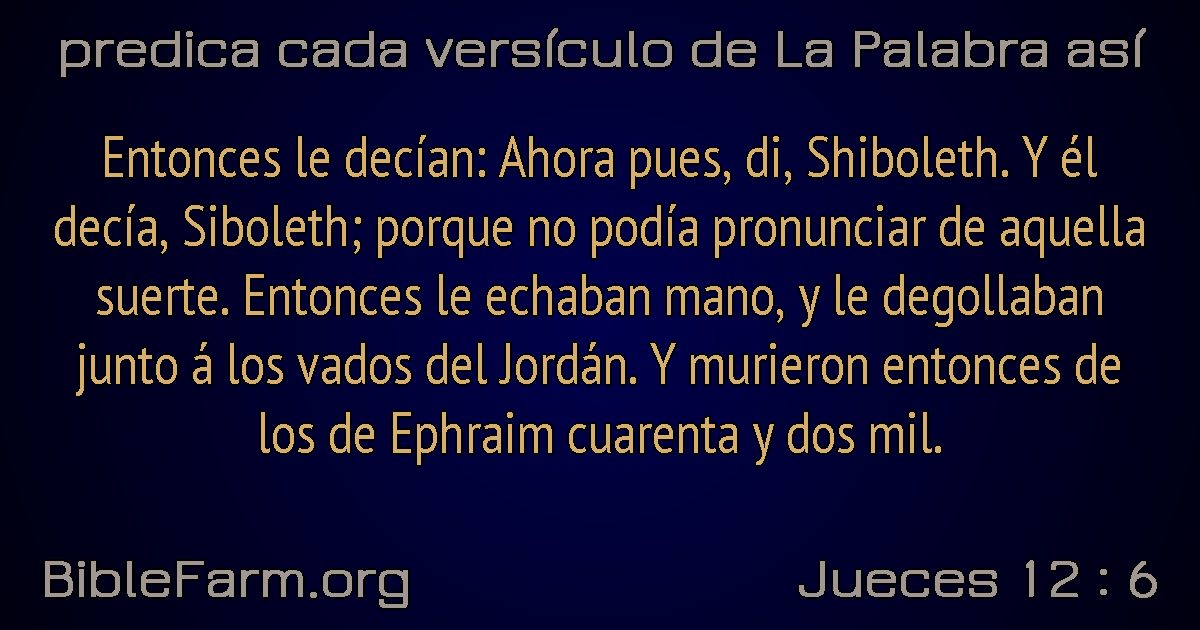 predica cada versículo de La Palabra así
Entonces le decían: Ahora pues, di, Shiboleth. Y él
decía, Siboleth; porque no podía pronunciar de aquella
suerte. Entonces le echaban mano, y le degollaban
junto á los vados del Jordán. Y murieron entonces de
los de Ephraim cuarenta y dos mil.
BibleFarm.org
Jueces 12 : 6